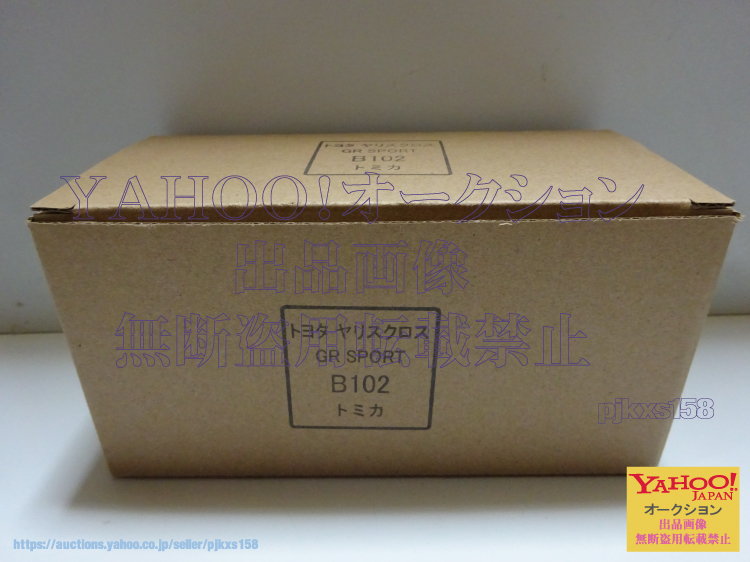 トヨタ ヤリスクロス
GR SPORT
B102
トミカ
YAHOO!オークション
出品画像
無断盗用転載禁止
トヨタ ヤリスクロス
GR SPORT
B102
トミカ
pjkxs158
YAHOO!
JAPAN
オークション
出品画像
無断盗用転載禁止
https://auctions.yahoo.co.jp/seller/pjkxs158